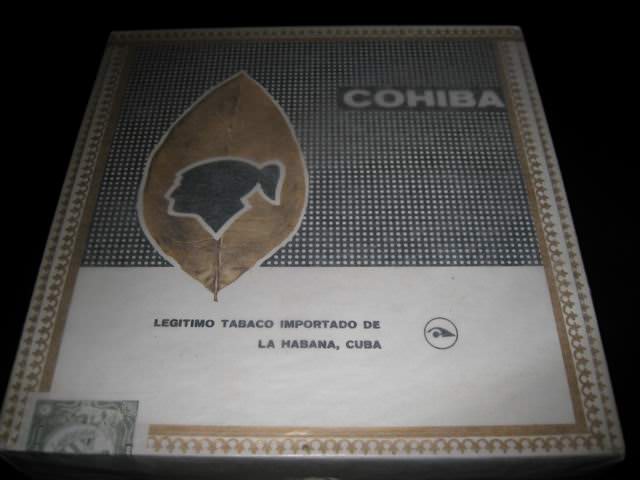 COHIBA
LEGITIMO TABACO IMPORTADO DE
LA HABANA, CUBA